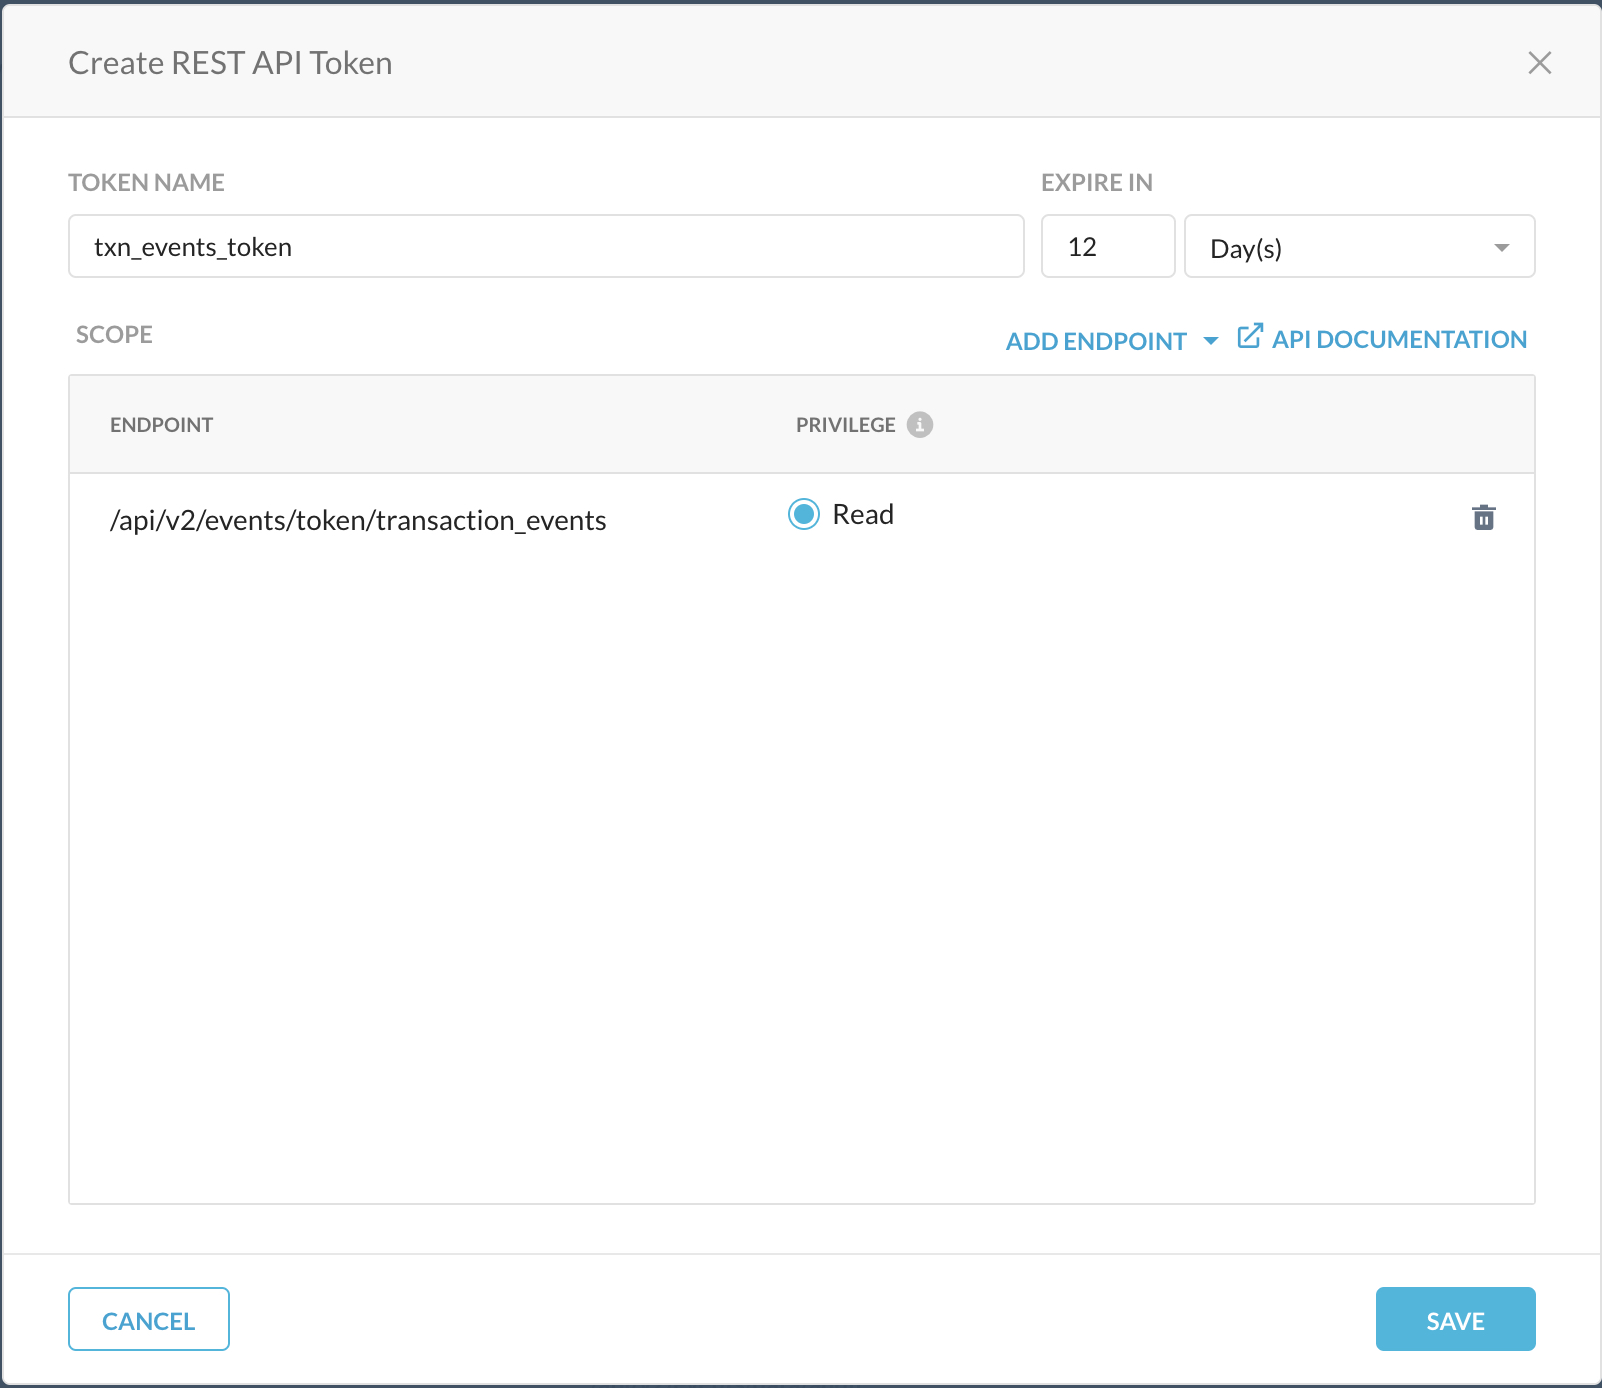 Create REST API Token
TOKEN NAME
EXPIRE IN
txn_events_token
12
Day(s)
SCOPE
ADD ENDPOINT
API DOCUMENTATION
ENDPOINT
PRIVILEGE
/api/v2/events/token/transaction_events
Read
CANCEL
SAVE